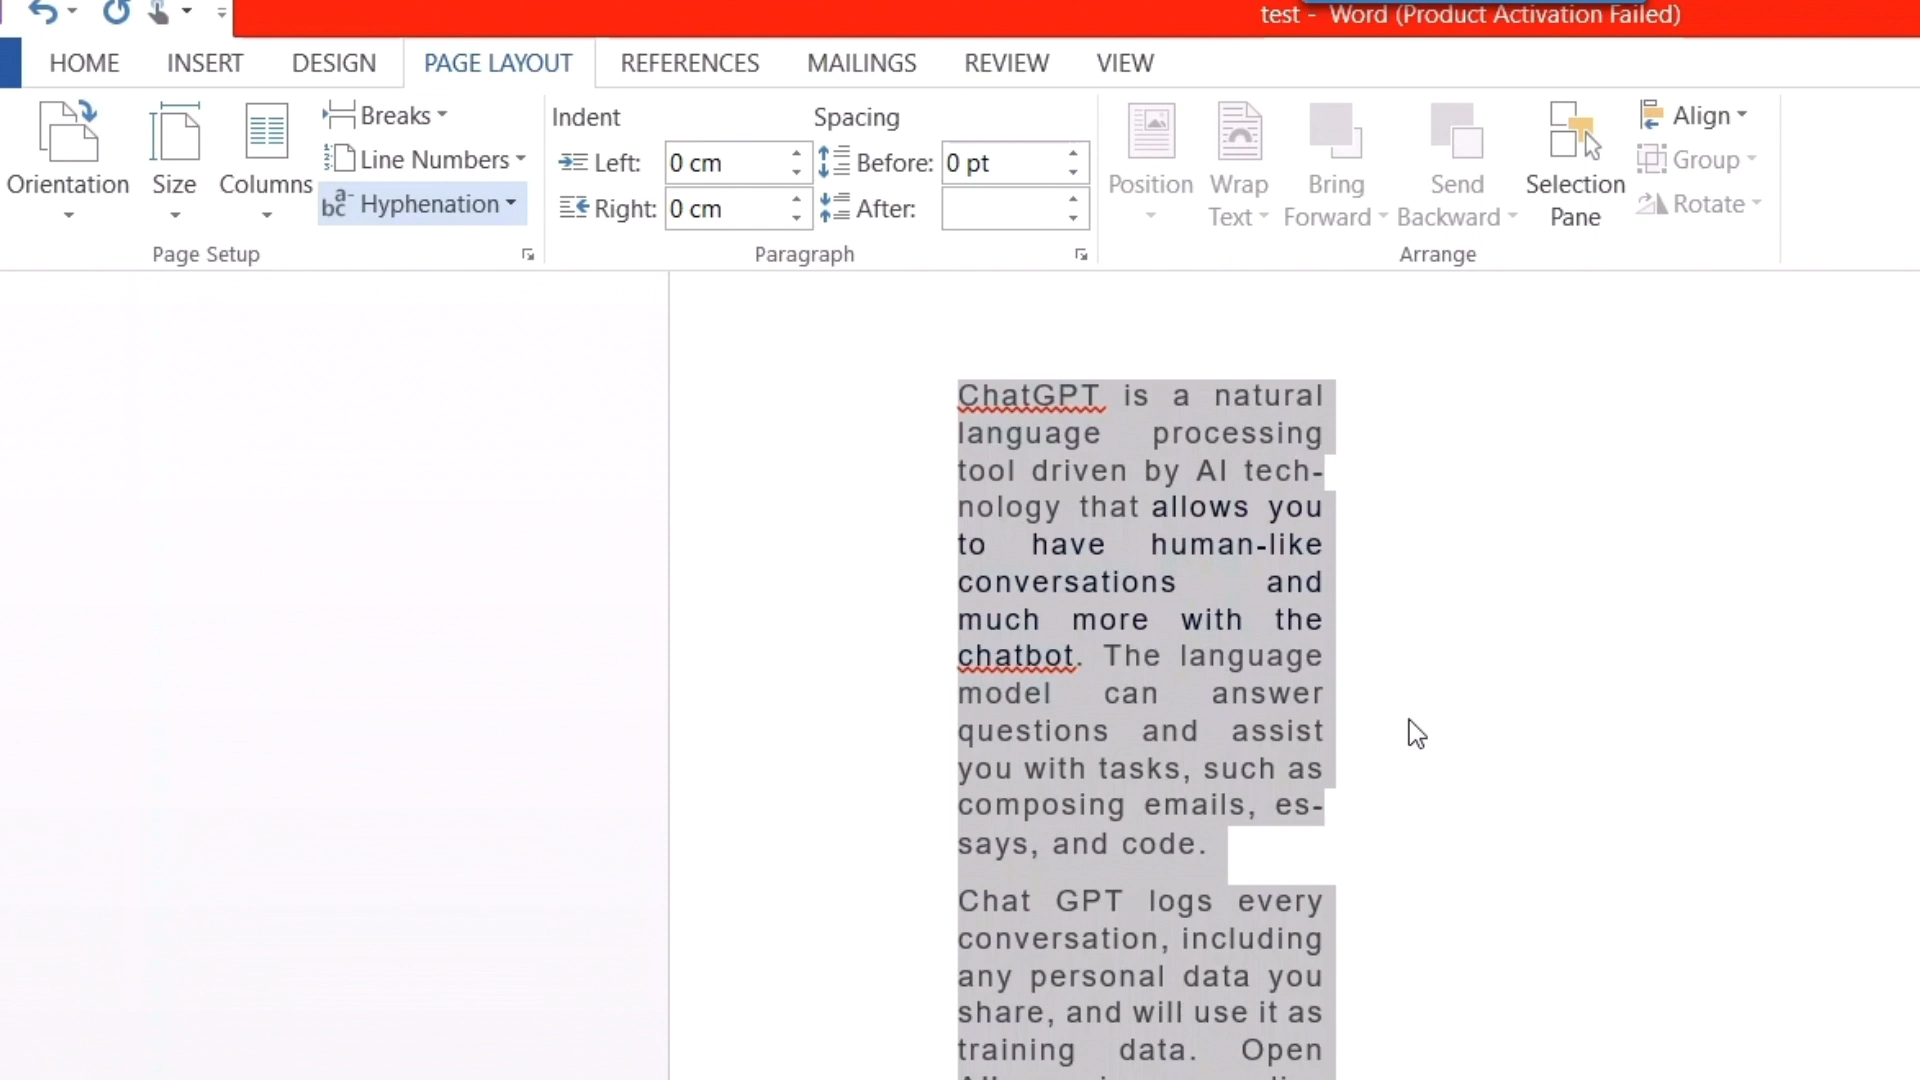 test - Word (Product Activation Failed)
HOME INSERT DESIGN PAGE LAYOUT REFERENCES MAILINGS REVIEW VIEW
Orientation
Size
Columns
Breaks
Line Numbers
Hyphenation
Page Setup
Indent
Left: 0 cm
Right: 0 cm
Spacing
Before: 0 pt
After:
Paragraph
Position
Wrap
Text
Bring
Forward
Send
Backward
Selection
Pane
Align
Group
Rotate
Arrange
ChatGPT is a natural
language processing
tool driven by AI tech-
nology that allows you
to have human-like
conversations and
much more with the
chatbot. The language
model can answer
questions and assist
you with tasks, such as
composing emails, es-
says, and code.
Chat GPT logs every
conversation, including
any personal data you
share, and will use it as
training data. Open